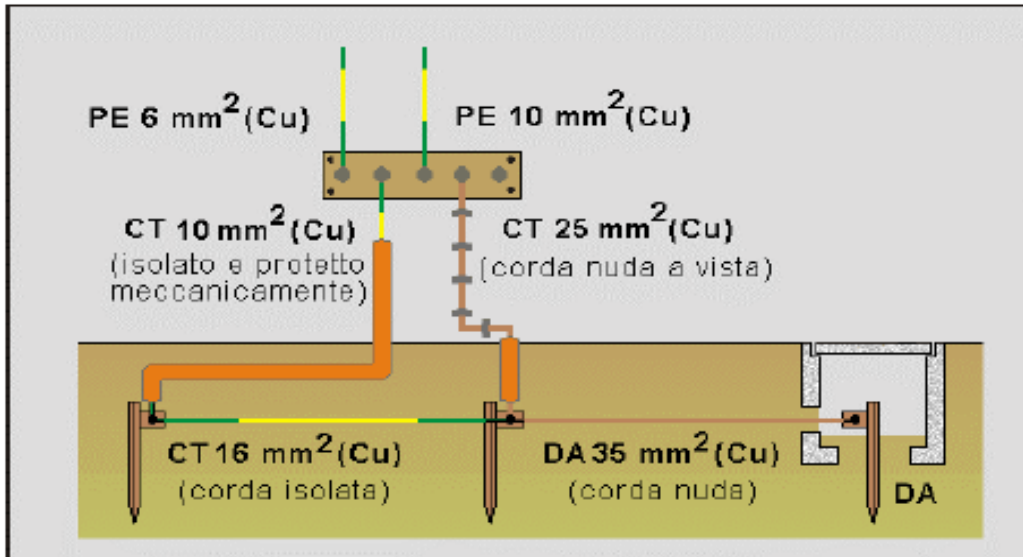 PE 6 mm²(Cu)
PE 10 mm²(Cu)
CT 10 mm²(Cu)
(isolato e protetto
meccanicamente)
CT 25 mm²(Cu)
(corda nuda a vista)
CT 16 mm²(Cu)
(corda isolata)
DA 35 mm²(Cu)
(corda nuda)
DA